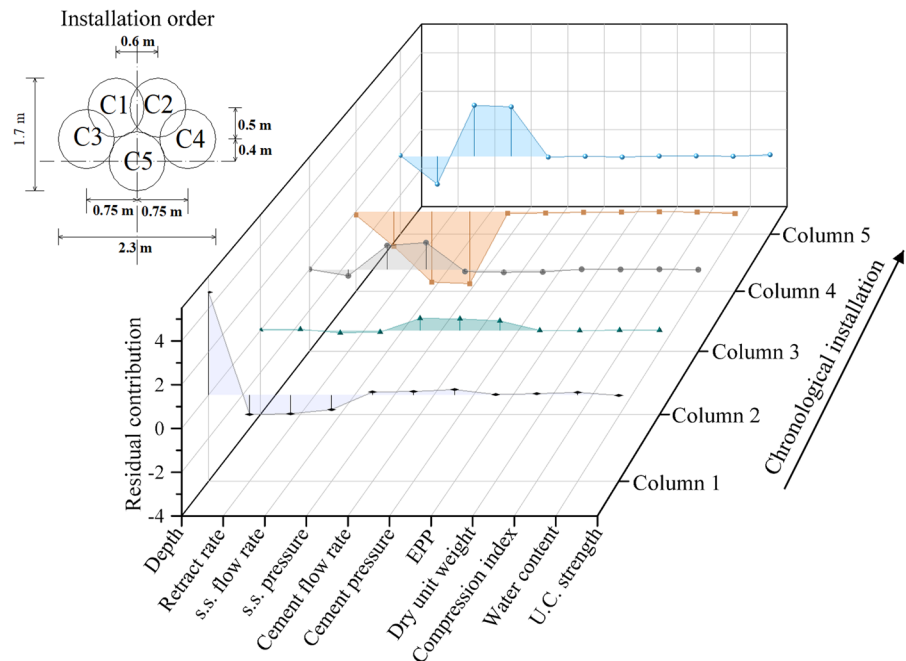 Installation order
0.6 m
1.7 m
C1
C2
C3
C4
C5
0.5 m
0.4 m
0.75 m
0.75 m
2.3 m
Residual contribution
4
2
0
-2
-4
Depth
Retract rate
s.s. flow rate
s.s. pressure
Cement flow rate
Cement pressure
EPP
Dry unit weight
Compression index
Water content
U.C. strength
Column 1
Column 2
Column 3
Column 4
Column 5
Chronological installation